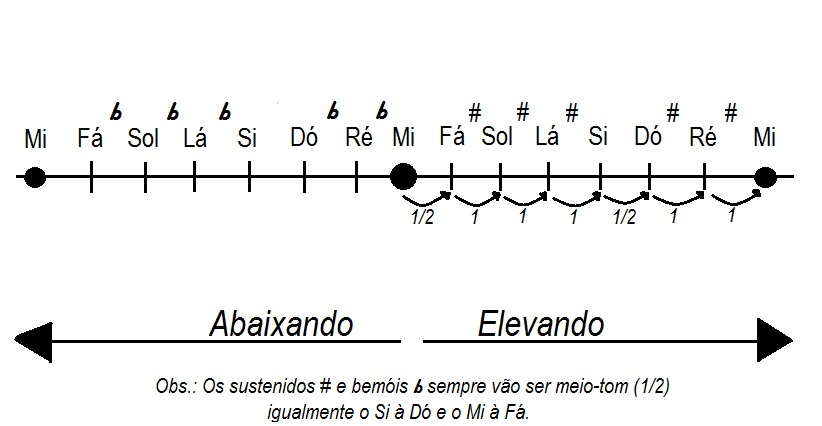 b b b b b # # # # #
Mi Fá Sol Lá Si Dó Ré Mi Fá Sol Lá Si Dó Ré Mi
1/2 1 1 1 1/2 1 1
Abaixando Elevando
Obs.: Os sustenidos # e bemóis b sempre vão ser meio-tom (1/2)
igualmente o Si à Dó e o Mi à Fá.